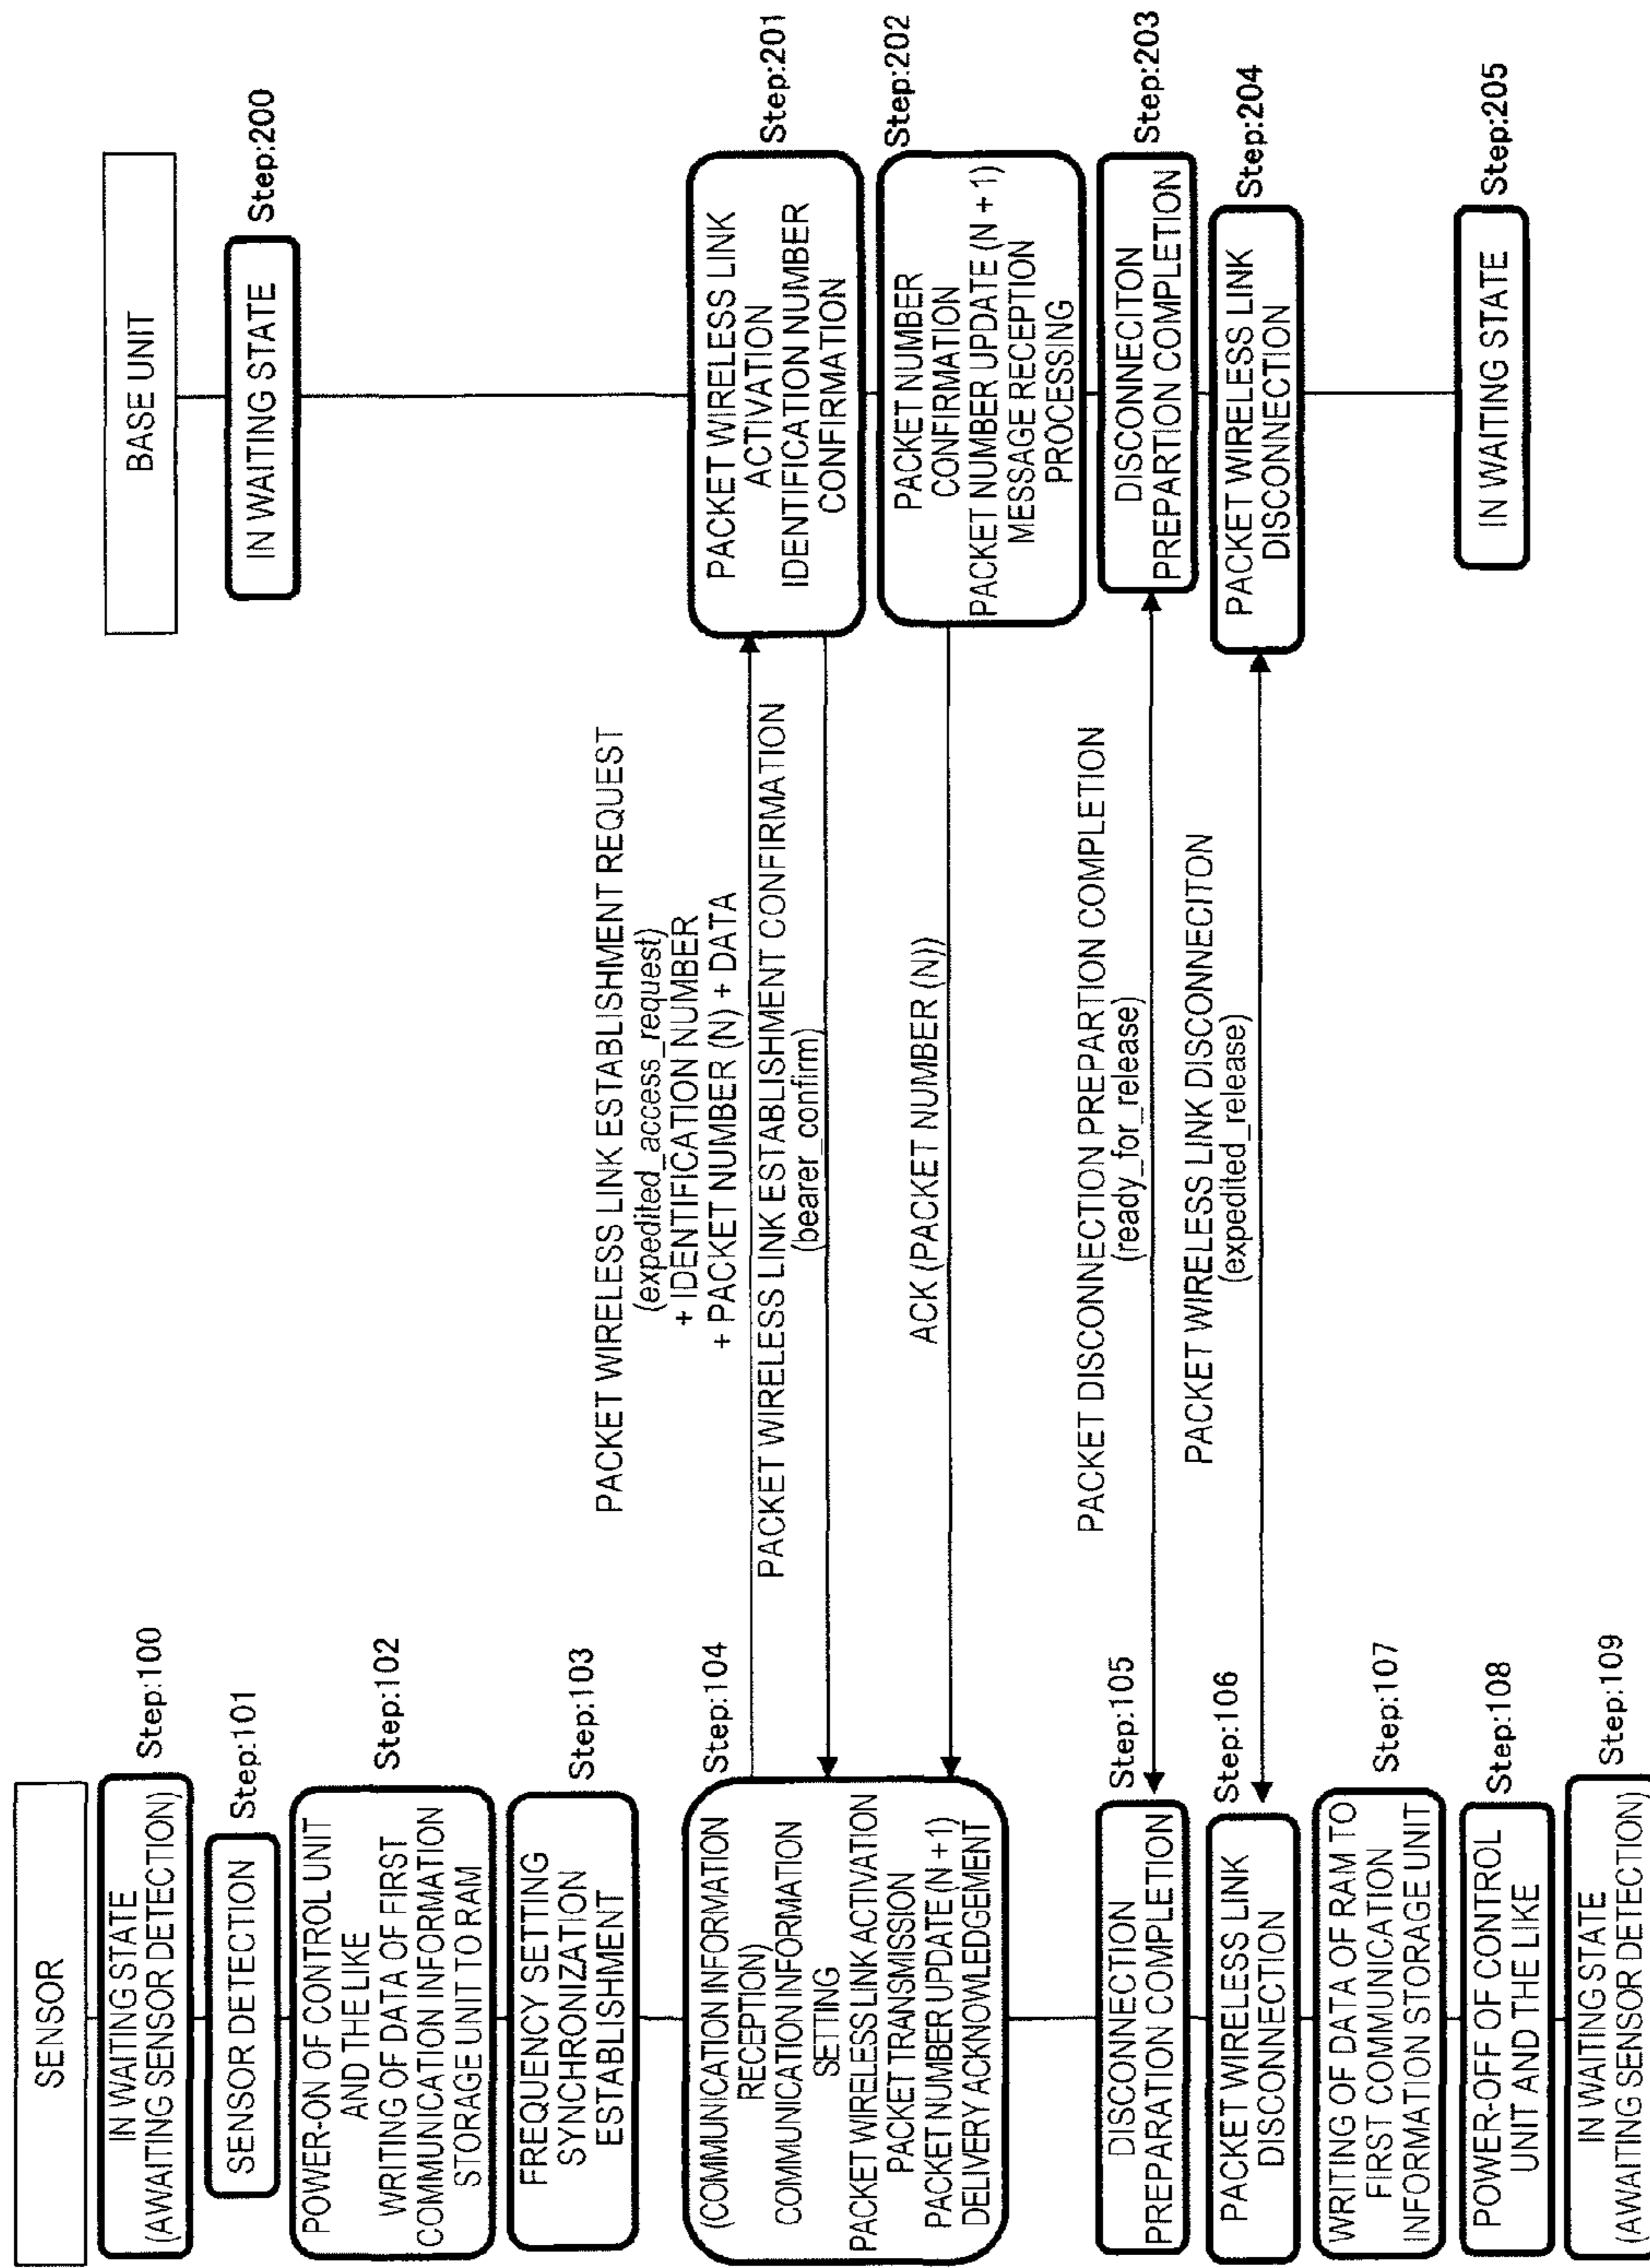 SENSOR
IN WAITING STATE
(AWAITING SENSOR DETECTION)
Step:100
SENSOR DETECTION
Step:101
POWER-ON OF CONTROL UNIT
AND THE LIKE
WRITING OF DATA OF FIRST
COMMUNICATION INFORMATION
STORAGE UNIT TO RAM
Step:102
FREQUENCY SETTING
SYNCHRONIZATION
ESTABLISHMENT
Step:103
(COMMUNICATION INFORMATION
RECEPTION)
COMMUNICATION INFORMATION
SETTING
PACKET WIRELESS LINK ACTIVATION
PACKET TRANSMISSION
PACKET NUMBER UPDATE (N + 1)
DELIVERY ACKNOWLEDGEMENT
Step:104
DISCONNECTION
PREPARATION COMPLETION
Step:105
PACKET WIRELESS LINK
DISCONNECTION
Step:106
WRITING OF DATA OF RAM TO
FIRST COMMUNICATION
INFORMATION STORAGE UNIT
Step:107
POWER-OFF OF CONTROL
UNIT AND THE LIKE
Step:108
IN WAITING STATE
(AWAITING SENSOR DETECTION)
Step:109
PACKET WIRELESS LINK ESTABLISHMENT REQUEST
(expedited_access_request)
+ IDENTIFICATION NUMBER
+ PACKET NUMBER (N) + DATA
PACKET WIRELESS LINK ESTABLISHMENT CONFIRMATION
(bearer_confirm)
ACK (PACKET NUMBER (N))
PACKET DISCONNECTION PREPARTION COMPLETION
(ready_for_release)
PACKET WIRELESS LINK DISCONNECITON
(expedited_release)
BASE UNIT
IN WAITING STATE
Step:200
PACKET WIRELESS LINK
ACTIVATION
IDENTIFICATION NUMBER
CONFIRMATION
Step:201
PACKET NUMBER
CONFIRMATION
PACKET NUMBER UPDATE (N + 1)
MESSAGE RECEPTION
PROCESSING
Step:202
DISCONNECITON
PREPARTION COMPLETION
Step:203
PACKET WIRELESS LINK
DISCONNECTION
Step:204
IN WAITING STATE
Step:205